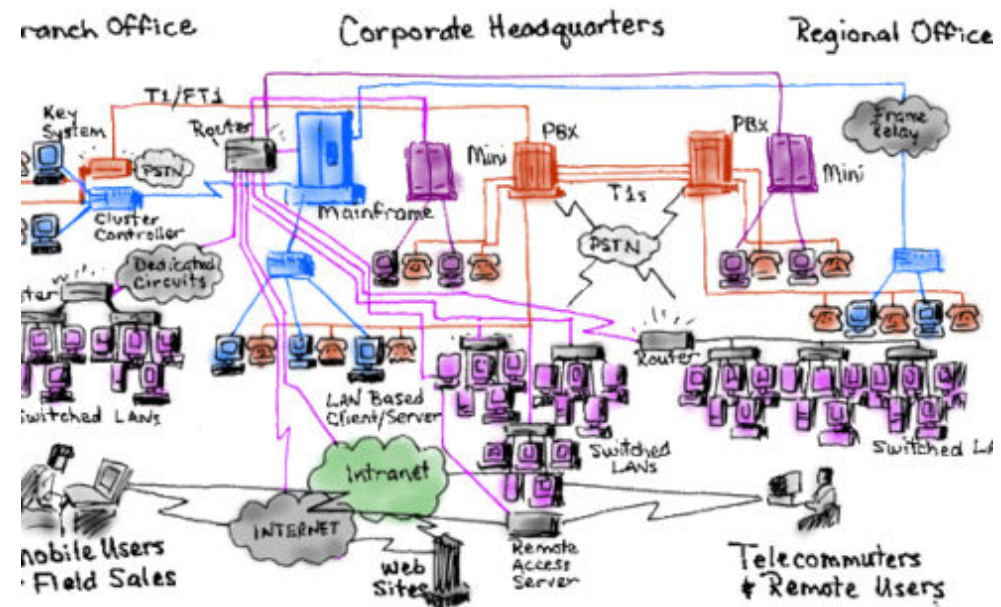 ranch Office
Corporate Headquarters
Regional Office
T1/FT1
Key
System
Router
PBX
PBX
Frame
Relay
PSTN
Mini
Mini
T1s
Mainframe
Cluster
Controller
PSTN
Dedicated
Circuits
ter
Router
LAN Based
Client/Server
Switched LANs
Switched
LANs
Switched LA
Intranet
INTERNET
mobile Users
Field Sales
Web
Sites
Remote
Access
Server
Telecommuters
& Remote Users